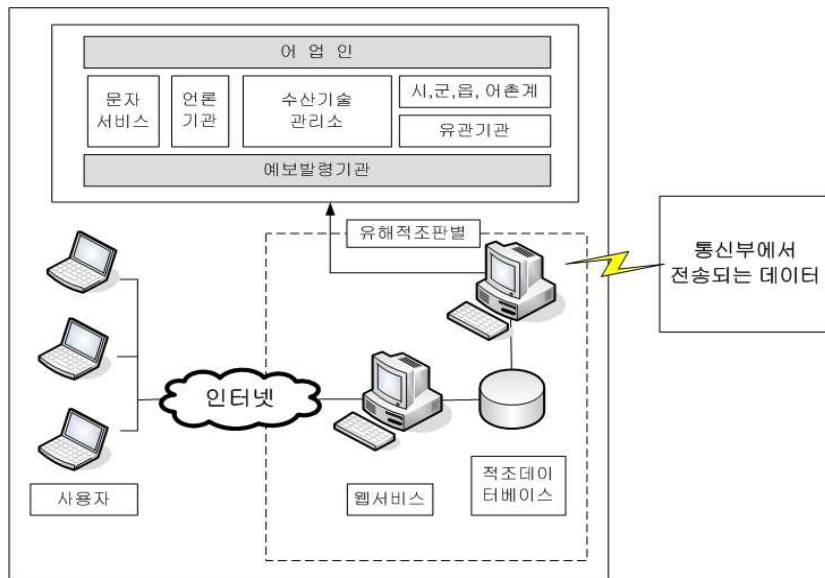 어 업 인
문자
서비스
언론
기관
수산기술
관리소
시,군,읍, 어촌계
유관기관
예보발령기관
유해적조판별
통신부에서
전송되는 데이터
인터넷
사용자
웹서비스
적조데이
터베이스